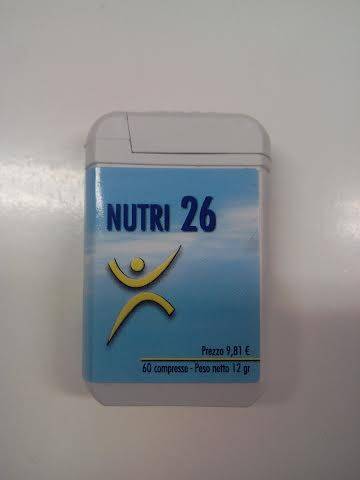 NUTRI 26
Prezzo 9,81 €
60 compresse - Peso netto 12 gr